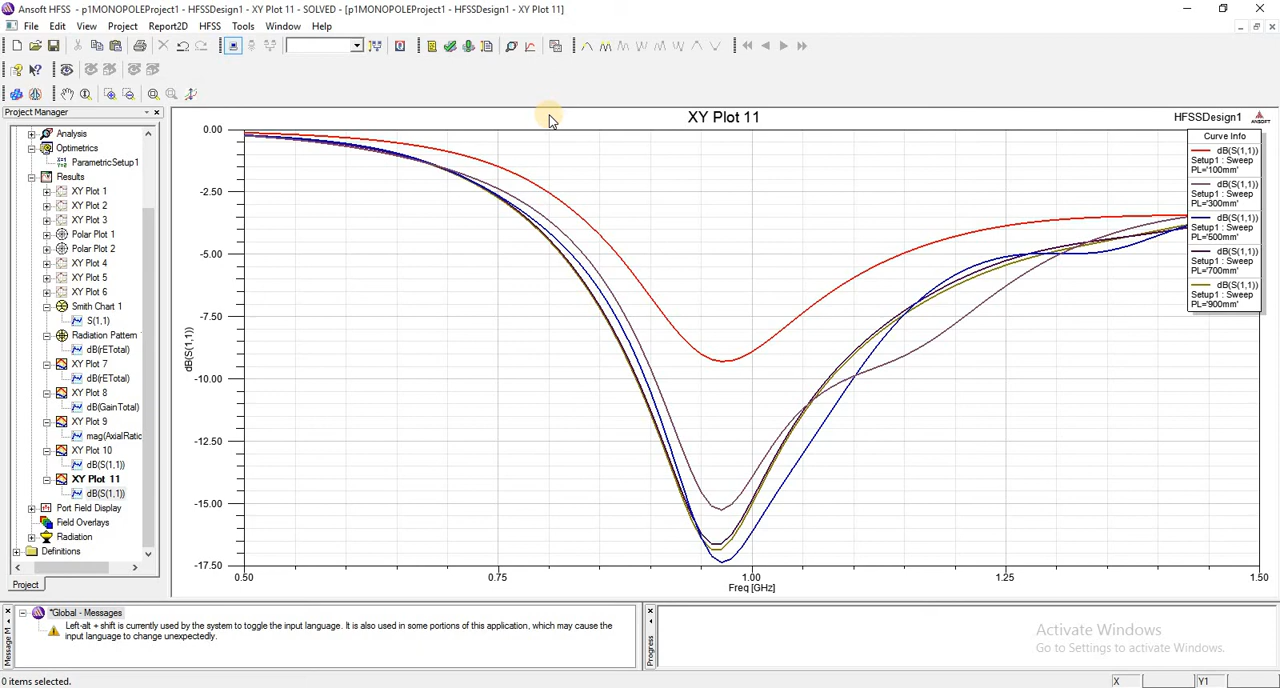 Ansoft HFSS - p1MONOPOLEProject1 - HFSSDesign1 - XY Plot 11 - SOLVED - [p1MONOPOLEProject1 - HFSSDesign1 - XY Plot 11]
File Edit View Project Report2D HFSS Tools Window Help
Project Manager
Analysis
Optimetrics
ParametricSetup1
Results
XY Plot 1
XY Plot 2
XY Plot 3
Polar Plot 1
Polar Plot 2
XY Plot 4
XY Plot 5
XY Plot 6
Smith Chart 1
S(1,1)
Radiation Pattern
dB(rETotal)
XY Plot 7
dB(rETotal)
XY Plot 8
dB(GainTotal)
XY Plot 9
mag(AxialRatic
XY Plot 10
dB(S(1,1))
XY Plot 11
dB(S(1,1))
Port Field Display
Field Overlays
Radiation
Definitions
Project
XY Plot 11
HFSSDesign1
ANSOFT
0.00
-2.50
-5.00
-7.50
-10.00
-12.50
-15.00
-17.50
dB(S(1,1))
0.50 0.75 1.00 1.25 1.50
Freq [GHz]
Curve Info
dB(S(1,1))
Setup1 : Sweep
PL='100mm'
dB(S(1,1))
Setup1 : Sweep
PL='300mm'
dB(S(1,1))
Setup1 : Sweep
PL='500mm'
dB(S(1,1))
Setup1 : Sweep
PL='700mm'
dB(S(1,1))
Setup1 : Sweep
PL='900mm'
Message M
*Global - Messages
Left-alt + shift is currently used by the system to toggle the input language. It is also used in some portions of this application, which may cause the
input language to change unexpectedly.
Progress
Activate Windows
Go to Settings to activate Windows.
0 items selected.
X Y1